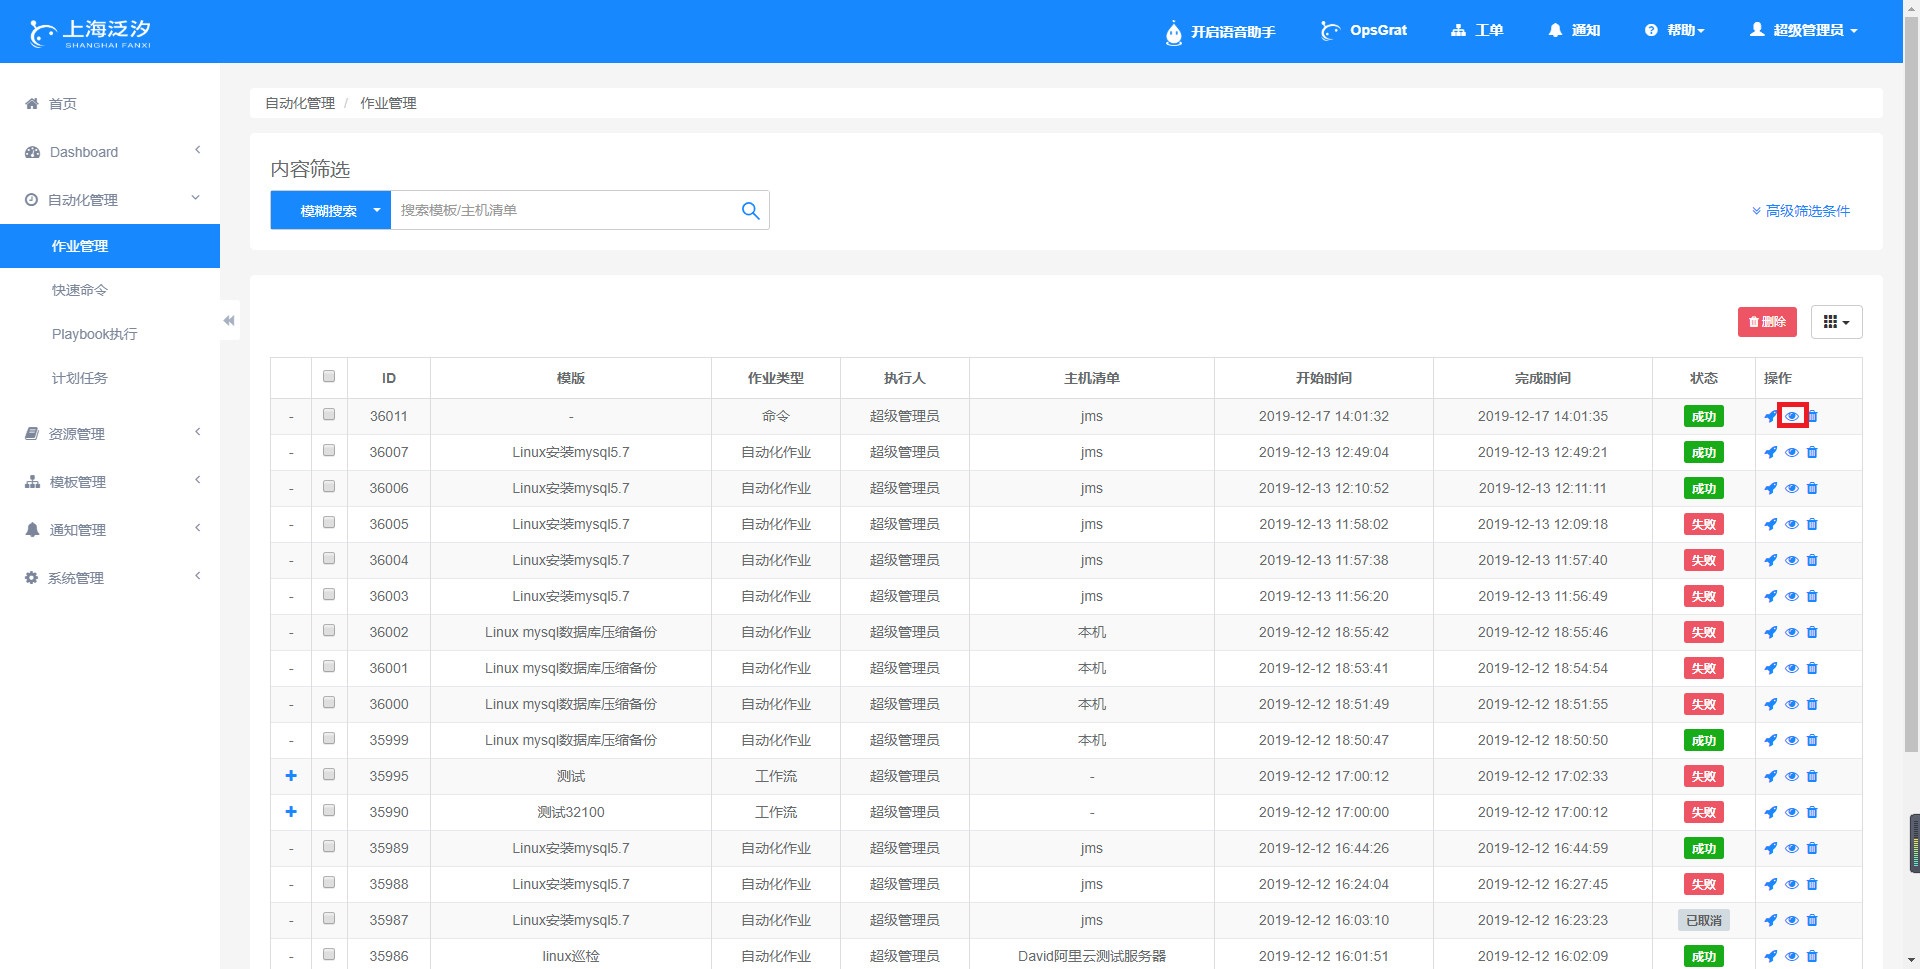 上海泛汐
SHANGHAI FANXI
开启语音助手
OpsGrat
工单
通知
帮助
超级管理员
首页
Dashboard
自动化管理
作业管理
快速命令
Playbook执行
计划任务
资源管理
模板管理
通知管理
系统管理
自动化管理 / 作业管理
内容筛选
模糊搜索 搜索模板/主机清单
高级筛选条件
删除
ID 模版 作业类型 执行人 主机清单 开始时间 完成时间 状态 操作
- 36011 - 命令 超级管理员 jms 2019-12-17 14:01:32 2019-12-17 14:01:35 成功
- 36007 Linux安装mysql5.7 自动化作业 超级管理员 jms 2019-12-13 12:49:04 2019-12-13 12:49:21 成功
- 36006 Linux安装mysql5.7 自动化作业 超级管理员 jms 2019-12-13 12:10:52 2019-12-13 12:11:11 成功
- 36005 Linux安装mysql5.7 自动化作业 超级管理员 jms 2019-12-13 11:58:02 2019-12-13 12:09:18 失败
- 36004 Linux安装mysql5.7 自动化作业 超级管理员 jms 2019-12-13 11:57:38 2019-12-13 11:57:40 失败
- 36003 Linux安装mysql5.7 自动化作业 超级管理员 jms 2019-12-13 11:56:20 2019-12-13 11:56:49 失败
- 36002 Linux mysql数据库压缩备份 自动化作业 超级管理员 本机 2019-12-12 18:55:42 2019-12-12 18:55:46 失败
- 36001 Linux mysql数据库压缩备份 自动化作业 超级管理员 本机 2019-12-12 18:53:41 2019-12-12 18:54:54 失败
- 36000 Linux mysql数据库压缩备份 自动化作业 超级管理员 本机 2019-12-12 18:51:49 2019-12-12 18:51:55 失败
- 35999 Linux mysql数据库压缩备份 自动化作业 超级管理员 本机 2019-12-12 18:50:47 2019-12-12 18:50:50 成功
35995 测试 工作流 超级管理员 - 2019-12-12 17:00:12 2019-12-12 17:02:33 失败
35990 测试32100 工作流 超级管理员 - 2019-12-12 17:00:00 2019-12-12 17:00:12 失败
- 35989 Linux安装mysql5.7 自动化作业 超级管理员 jms 2019-12-12 16:44:26 2019-12-12 16:44:59 成功
- 35988 Linux安装mysql5.7 自动化作业 超级管理员 jms 2019-12-12 16:24:04 2019-12-12 16:27:45 失败
- 35987 Linux安装mysql5.7 自动化作业 超级管理员 jms 2019-12-12 16:03:10 2019-12-12 16:23:23 已取消
- 35986 linux巡检 自动化作业 超级管理员 David阿里云测试服务器 2019-12-12 16:01:51 2019-12-12 16:02:09 成功